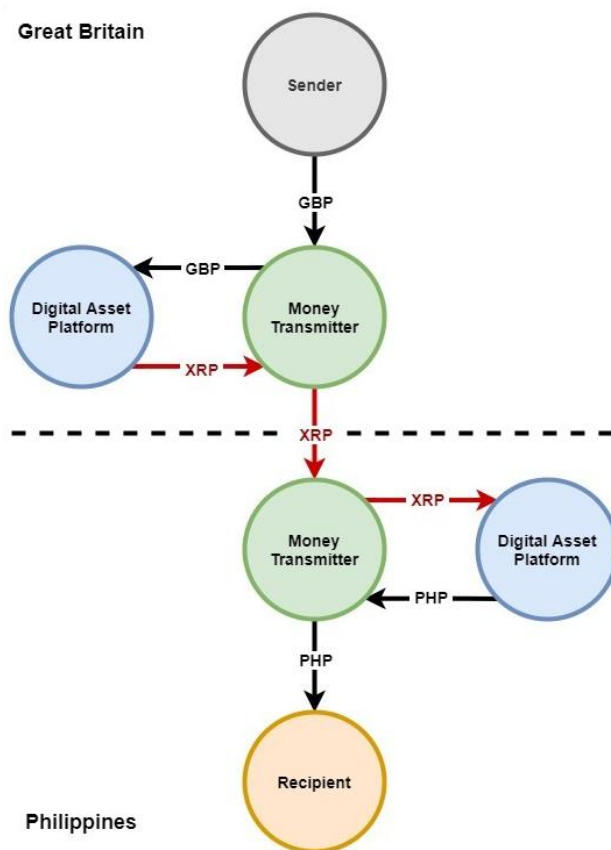 Great Britain
Sender
GBP
GBP
Digital Asset
Platform
Money
Transmitter
XRP
XRP
Money
Transmitter
XRP
Digital Asset
Platform
PHP
PHP
Recipient
Philippines